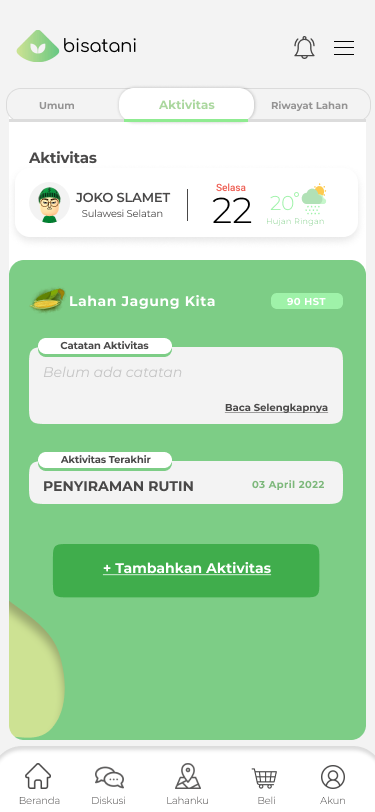 bisatani
Umum
Aktivitas
Riwayat Lahan
Aktivitas
JOKO SLAMET
Sulawesi Selatan
Selasa
22
20°
Hujan Ringan
Lahan Jagung Kita
90 HST
Catatan Aktivitas
Belum ada catatan
Baca Selengkapnya
Aktivitas Terakhir
PENYIRAMAN RUTIN
03 April 2022
+ Tambahkan Aktivitas
Beranda
Diskusi
Lahanku
Beli
Akun